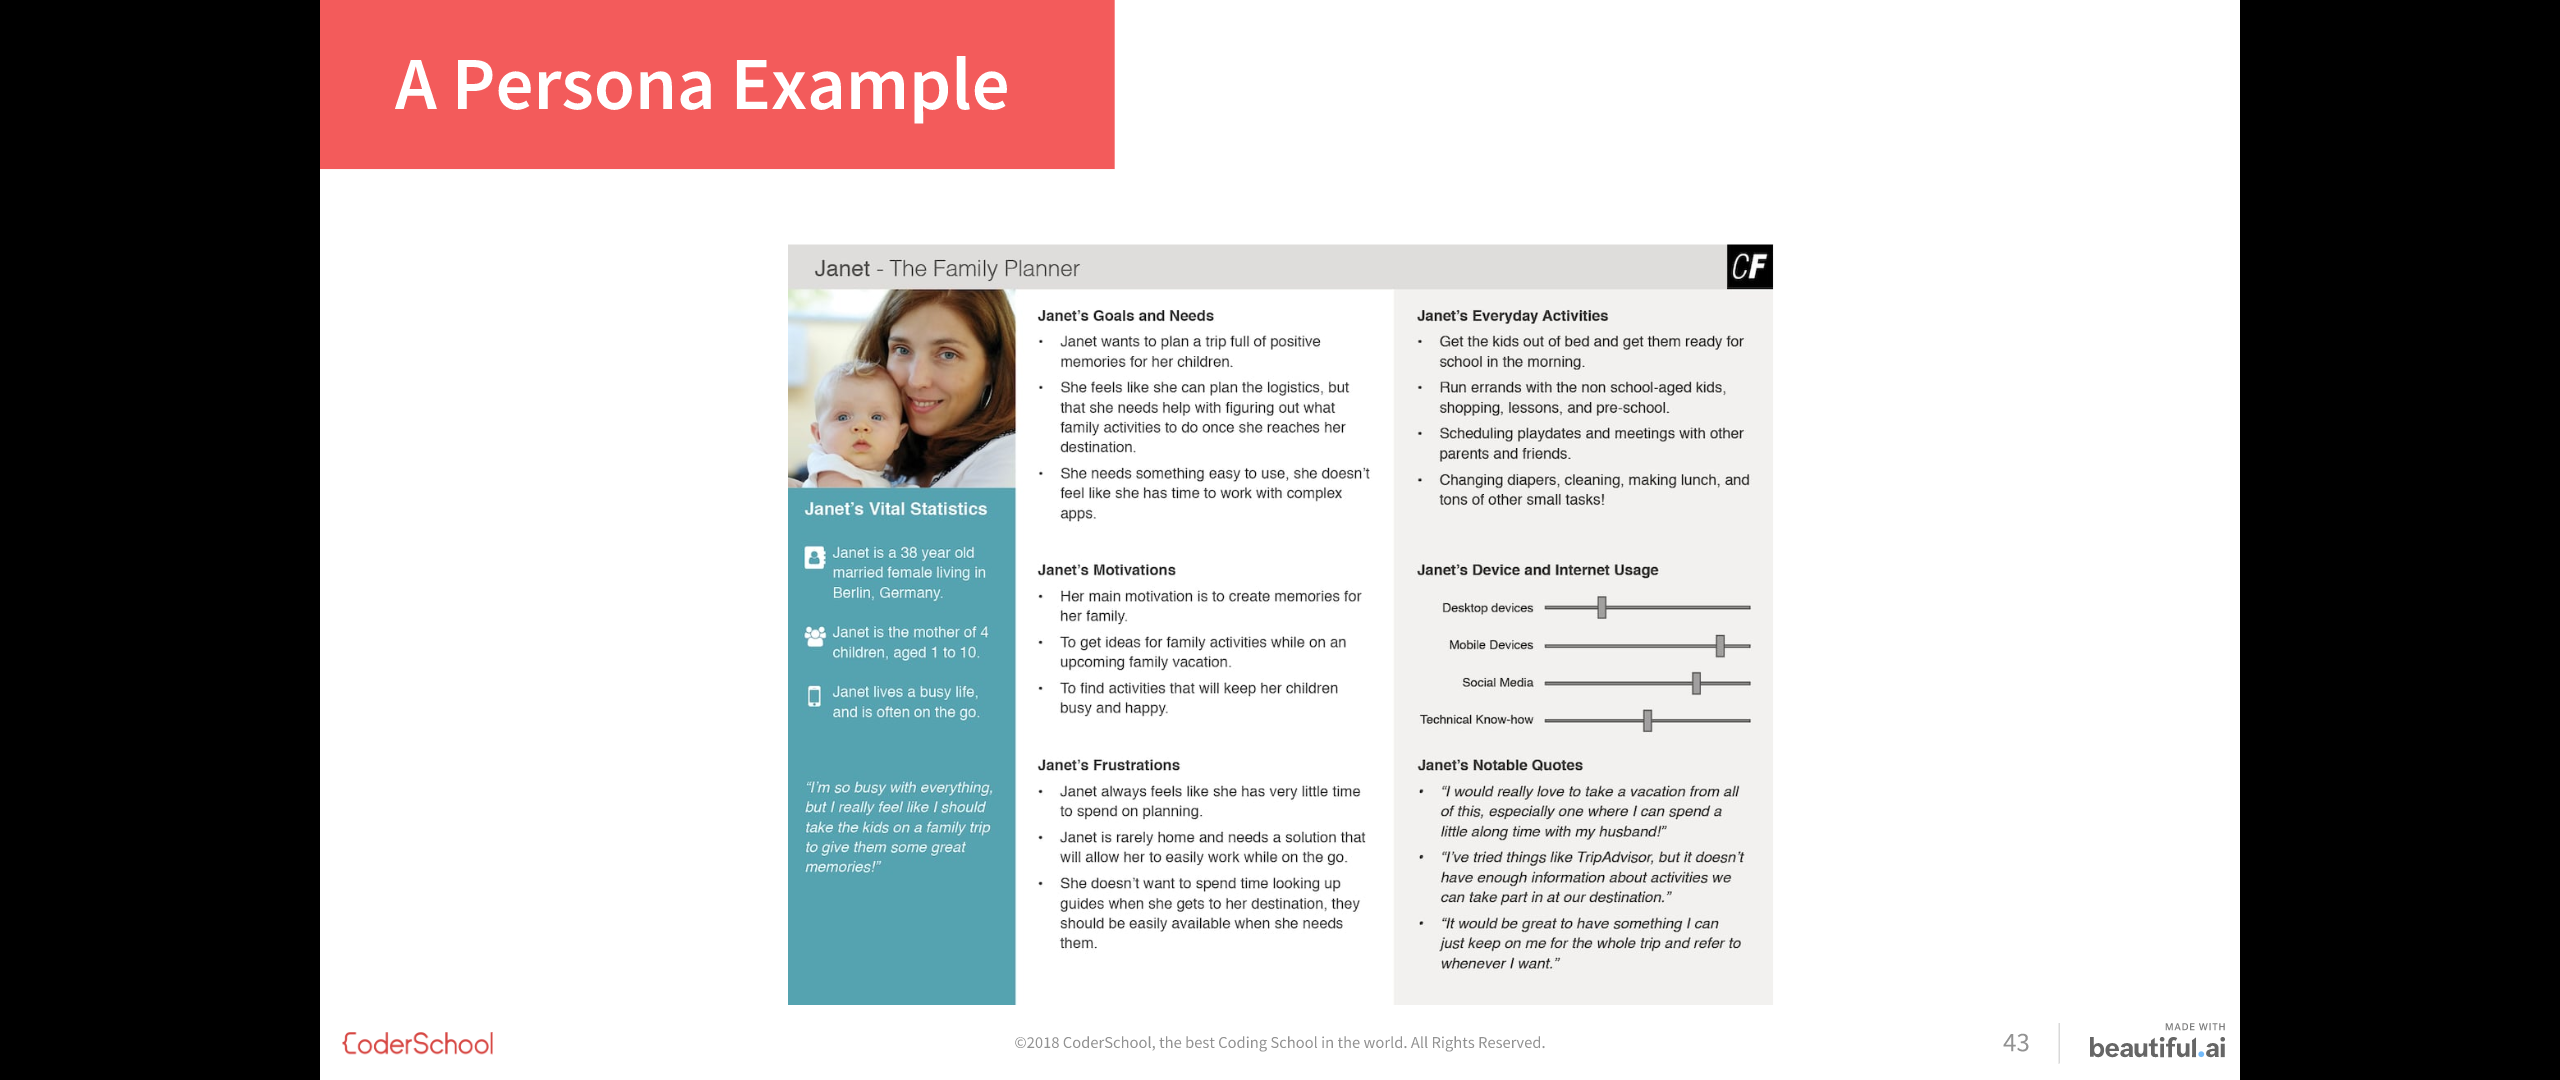 A Persona Example
Janet - The Family Planner
CF
Janet's Vital Statistics
Janet is a 38 year old
married female living in
Berlin, Germany.
Janet is the mother of 4
children, aged 1 to 10.
Janet lives a busy life,
and is often on the go.
"I'm so busy with everything,
but I really feel like I should
take the kids on a family trip
to give them some great
memories!"
Janet's Goals and Needs
• Janet wants to plan a trip full of positive
memories for her children.
• She feels like she can plan the logistics, but
that she needs help with figuring out what
family activities to do once she reaches her
destination.
• She needs something easy to use, she doesn't
feel like she has time to work with complex
apps.
Janet's Motivations
• Her main motivation is to create memories for
her family.
• To get ideas for family activities while on an
upcoming family vacation.
• To find activities that will keep her children
busy and happy.
Janet's Frustrations
• Janet always feels like she has very little time
to spend on planning.
• Janet is rarely home and needs a solution that
will allow her to easily work while on the go.
• She doesn't want to spend time looking up
guides when she gets to her destination, they
should be easily available when she needs
them.
Janet's Everyday Activities
• Get the kids out of bed and get them ready for
school in the morning.
• Run errands with the non school-aged kids,
shopping, lessons, and pre-school.
• Scheduling playdates and meetings with other
parents and friends.
• Changing diapers, cleaning, making lunch, and
tons of other small tasks!
Janet's Device and Internet Usage
Desktop devices
Mobile Devices
Social Media
Technical Know-how
Janet's Notable Quotes
• "I would really love to take a vacation from all
of this, especially one where I can spend a
little along time with my husband!"
• "I've tried things like TripAdvisor, but it doesn't
have enough information about activities we
can take part in at our destination."
• "It would be great to have something I can
just keep on me for the whole trip and refer to
whenever I want."
CoderSchool
©2018 CoderSchool, the best Coding School in the world. All Rights Reserved.
43
MADE WITH
beautiful.ai